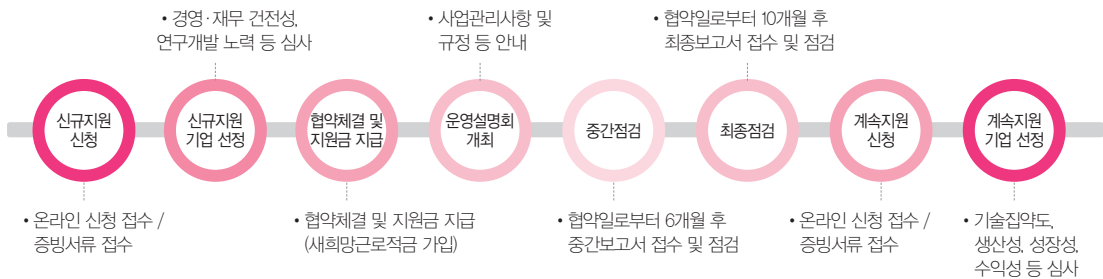 • 경영·재무 건전성,
연구개발 노력 등 심사
• 사업관리사항 및
규정 등 안내
• 협약일로부터 10개월 후
최종보고서 접수 및 점검
신규지원
신청
신규지원
기업 선정
협약체결 및
지원금 지급
운영설명회
개최
중간점검
최종점검
계속지원
신청
계속지원
기업 선정
• 온라인 신청 접수 /
증빙서류 접수
• 협약체결 및 지원금 지급
(새희망근로적금 가입)
• 협약일로부터 6개월 후
중간보고서 접수 및 점검
• 온라인 신청 접수 /
증빙서류 접수
• 기술집약도,
생산성, 성장성,
수익성 등 심사